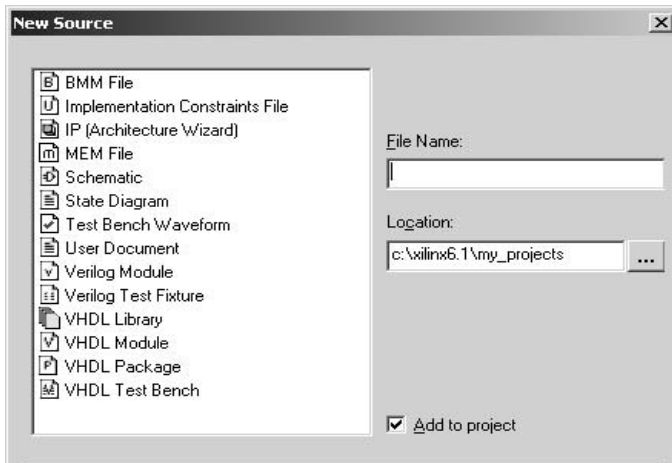 New Source
BMM File
Implementation Constraints File
IP (Architecture Wizard)
MEM File
Schematic
State Diagram
Test Bench Waveform
User Document
Verilog Module
Verilog Test Fixture
VHDL Library
VHDL Module
VHDL Package
VHDL Test Bench
File Name:
Location:
c:\xilinx6.1\my_projects
...
Add to project